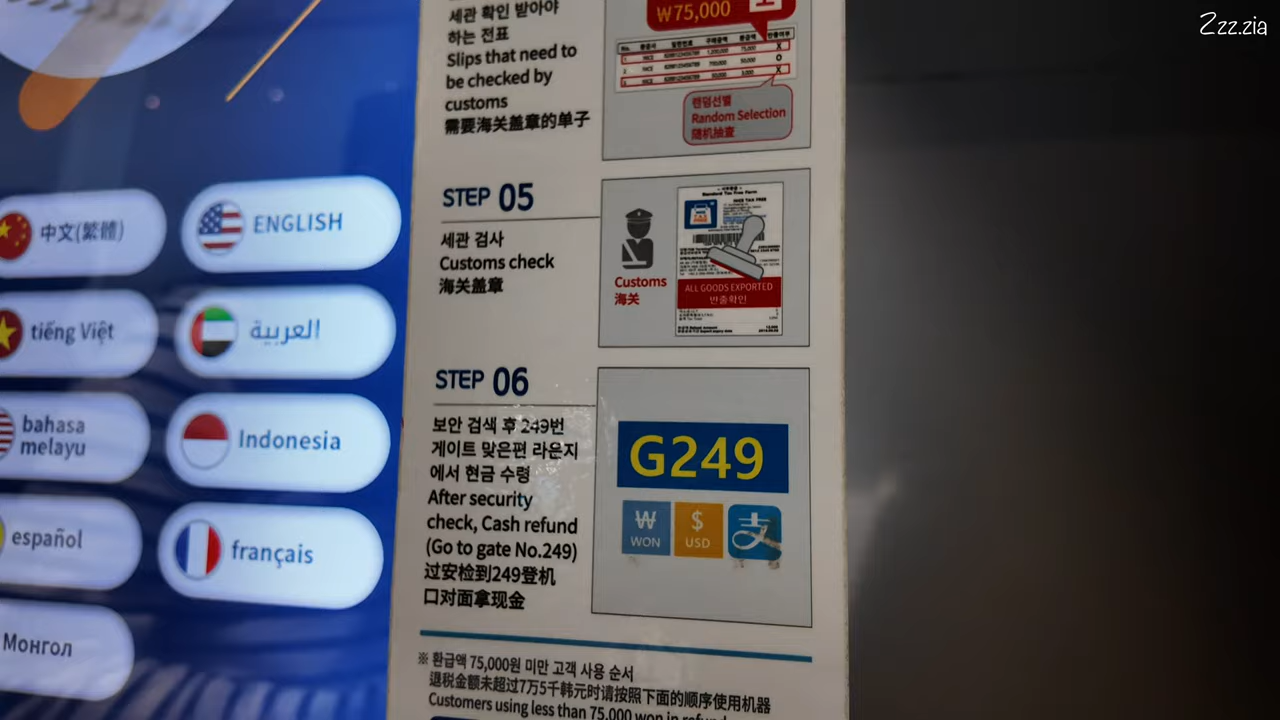 Zzz.zia
中文(繁體)
ENGLISH
tiếng Việt
العربية
bahasa
melayu
Indonesia
español
français
Монгол
세관 확인 받아야
하는 전표
Slips that need to
be checked by
customs
需要海关盖章的单子
₩75,000
랜덤선별
Random Selection
随机抽查
STEP 05
세관 검사
Customs check
海关盖章
Customs
海关
TAX FREE
ALL GOODS EXPORTED
반출확인
STEP 06
보안 검색 후 249번
게이트 맞은편 라운지
에서 현금 수령
After security
check, Cash refund
(Go to gate No.249)
过安检到249登机
口对面拿现金
G249
₩
WON
$
USD
支
※ 환급액 75,000원 미만 고객 사용 순서
退税金额未超过7万5千韩元时请按照下面的顺序使用机器
Customers using less than 75,000 won in refund